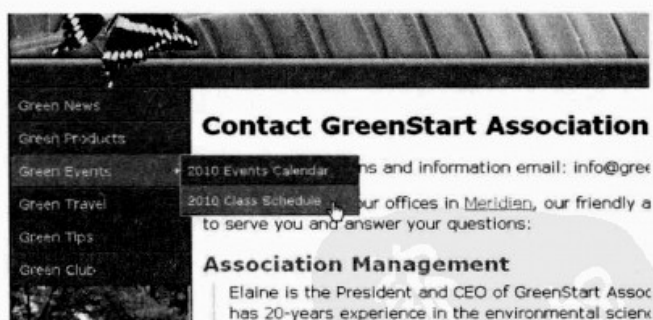 Green News
Green Products
Green Events
Green Travel
Green Tips
Green Club
2010 Events Calendar
2010 Class Schedule
Contact GreenStart Association
ns and information email: info@gree
ur offices in Meridien, our friendly a
to serve you and answer your questions:
Association Management
Elaine is the President and CEO of GreenStart Assoc
has 20-years experience in the environmental scienc